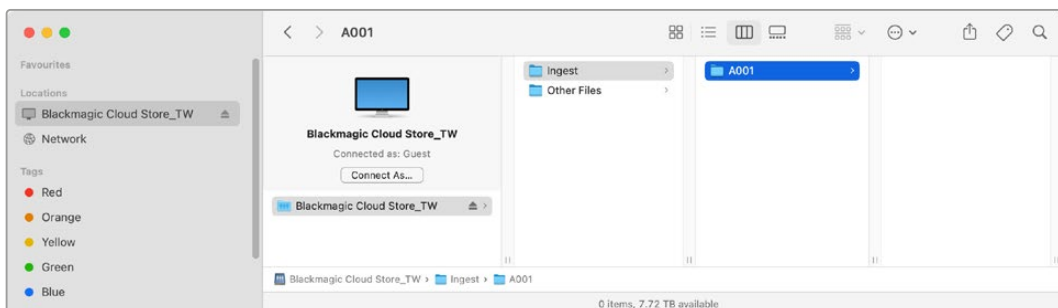 A001
Favourites
Locations
Blackmagic Cloud Store_TW
Network
Tags
Red
Orange
Yellow
Green
Blue
Blackmagic Cloud Store_TW
Connected as: Guest
Connect As...
Blackmagic Cloud Store_TW
Ingest
Other Files
A001
Blackmagic Cloud Store_TW › Ingest › A001
0 items, 7.72 TB available